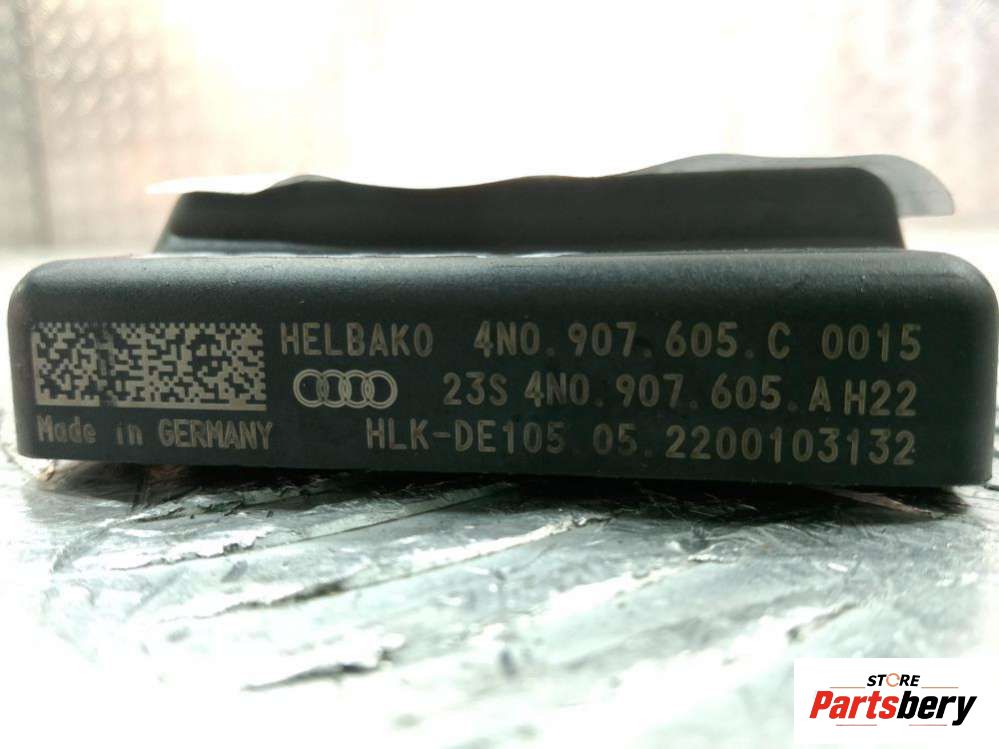 HELBAKO 4N0.907.605.C 0015
23S 4N0.907.605.A H22
Made in GERMANY HLK-DE105.05.2200103132
STORE
Partsbery